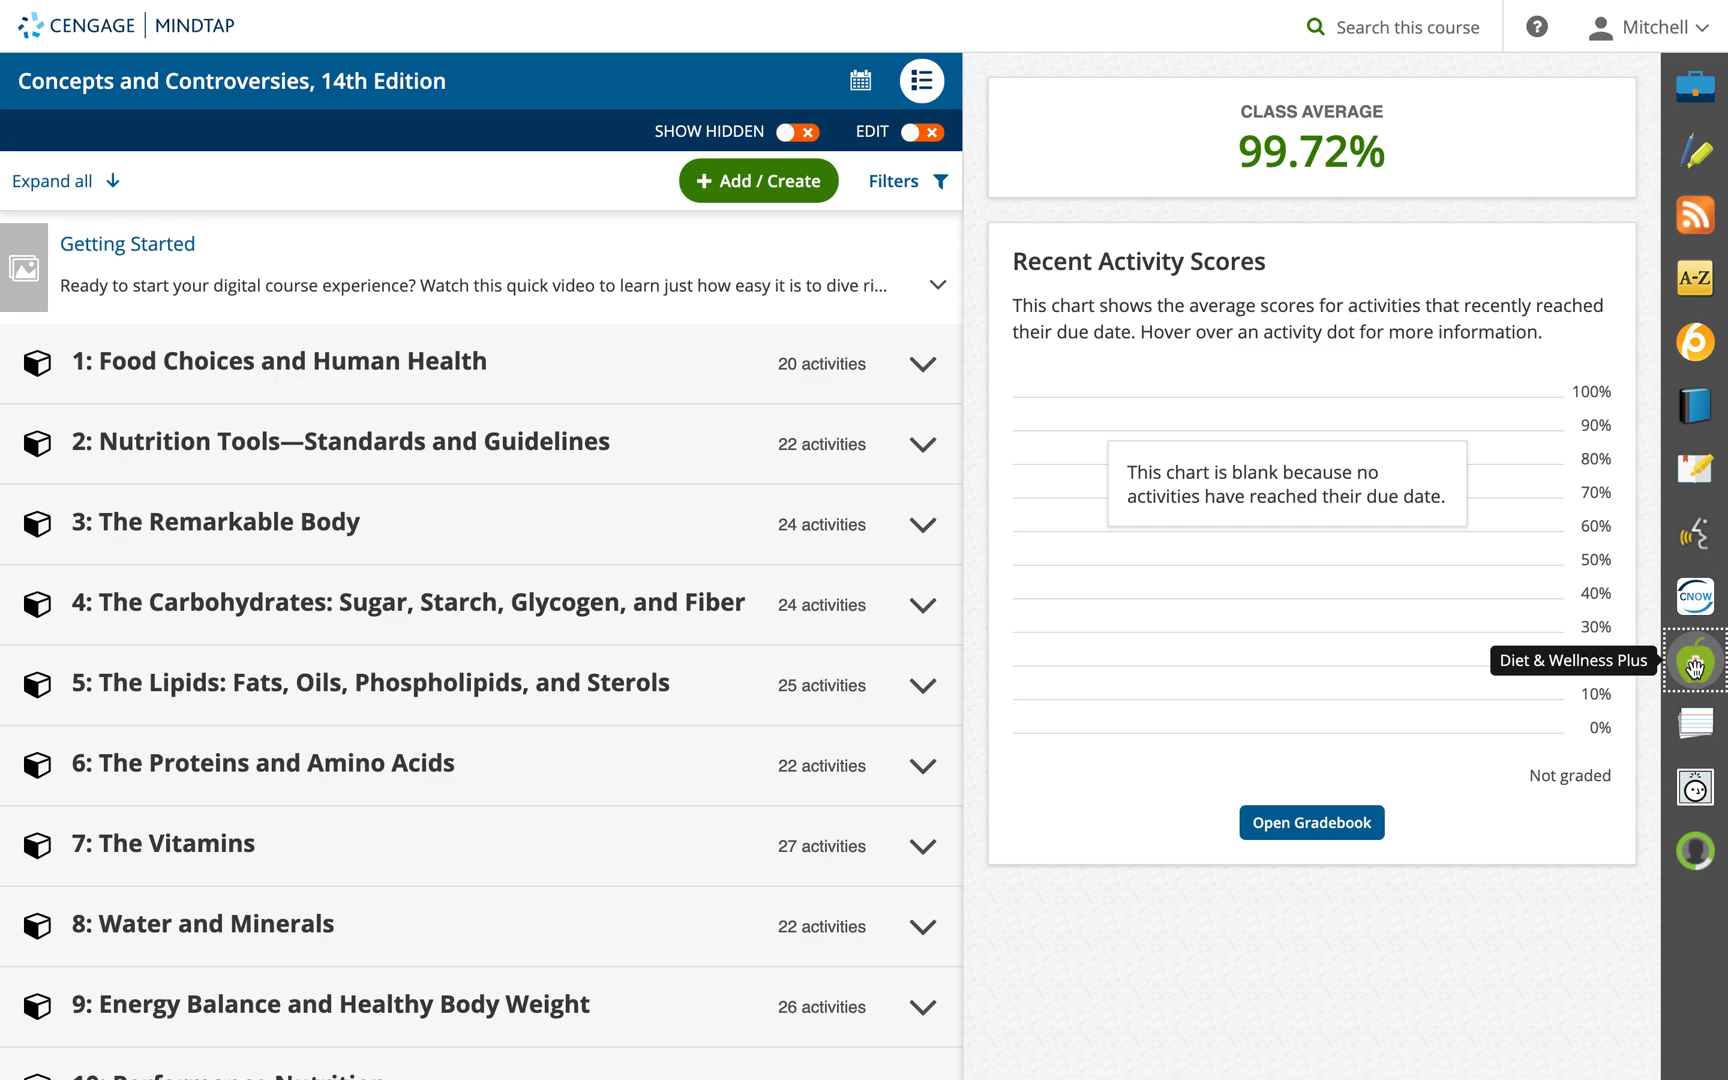 CENGAGE | MINDTAP
Search this course
Mitchell
Concepts and Controversies, 14th Edition
SHOW HIDDEN
EDIT
Expand all
+ Add / Create
Filters
Getting Started
Ready to start your digital course experience? Watch this quick video to learn just how easy it is to dive ri...
1: Food Choices and Human Health
20 activities
2: Nutrition Tools—Standards and Guidelines
22 activities
3: The Remarkable Body
24 activities
4: The Carbohydrates: Sugar, Starch, Glycogen, and Fiber
24 activities
5: The Lipids: Fats, Oils, Phospholipids, and Sterols
25 activities
6: The Proteins and Amino Acids
22 activities
7: The Vitamins
27 activities
8: Water and Minerals
22 activities
9: Energy Balance and Healthy Body Weight
26 activities
10: Performance Nutrition
CLASS AVERAGE
99.72%
Recent Activity Scores
This chart shows the average scores for activities that recently reached
their due date. Hover over an activity dot for more information.
100%
90%
80%
70%
60%
50%
40%
30%
10%
0%
This chart is blank because no
activities have reached their due date.
Not graded
Open Gradebook
A-Z
CNOW
Diet & Wellness Plus